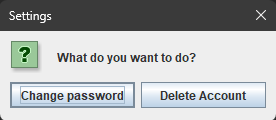 Settings
?
What do you want to do?
Change password
Delete Account